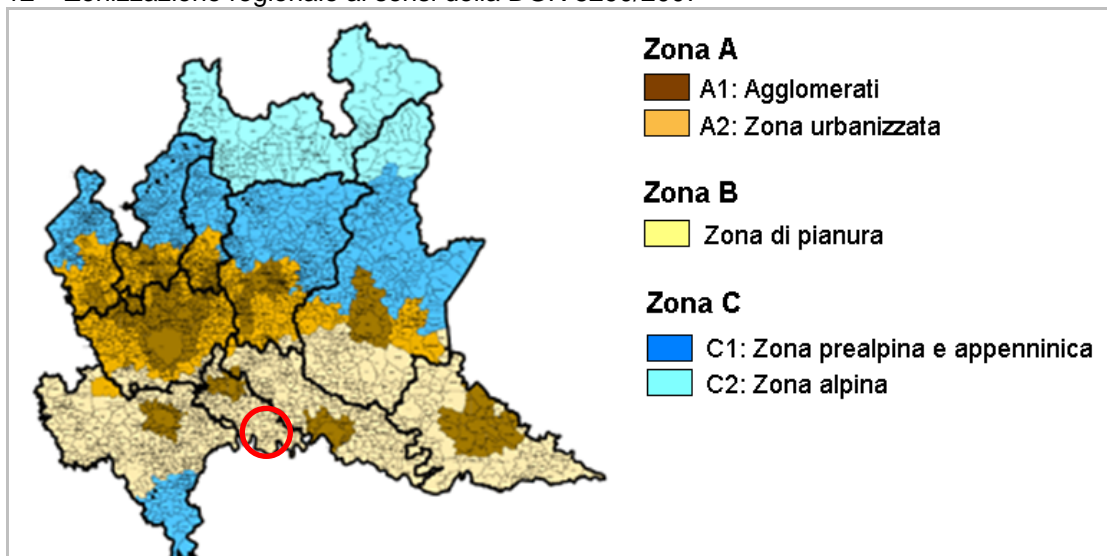 Zona A
A1: Agglomerati
A2: Zona urbanizzata
Zona B
Zona di pianura
Zona C
C1: Zona prealpina e appenninica
C2: Zona alpina